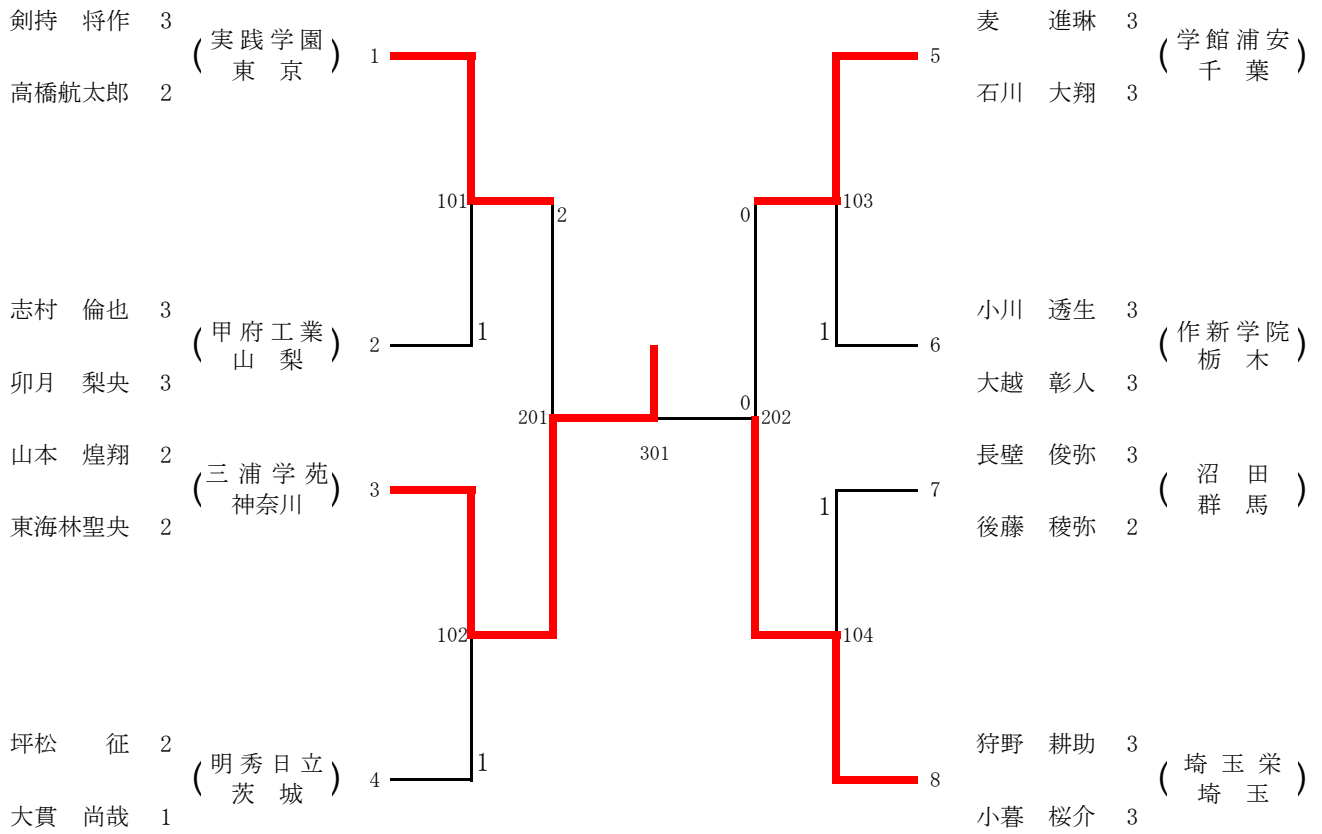 剣持　将作　3
（実践学園）
東　京
1
高橋航太郎　2
101
2
志村　倫也　3
（甲府工業）
山　梨
2
1
卯月　梨央　3
201
山本　煌翔　2
（三浦学苑）
神奈川
3
東海林聖央　2
102
坪松　　征　2
（明秀日立）
茨　城
4
1
大貫　尚哉　1
301
麦　　進琳　3
（学館浦安）
千　葉
5
石川　大翔　3
0
103
小川　透生　3
（作新学院）
栃　木
1
6
大越　彰人　3
0
202
長壁　俊弥　3
（沼　田）
群　馬
1
7
後藤　稜弥　2
104
狩野　耕助　3
（埼玉栄）
埼　玉
8
小暮　桜介　3